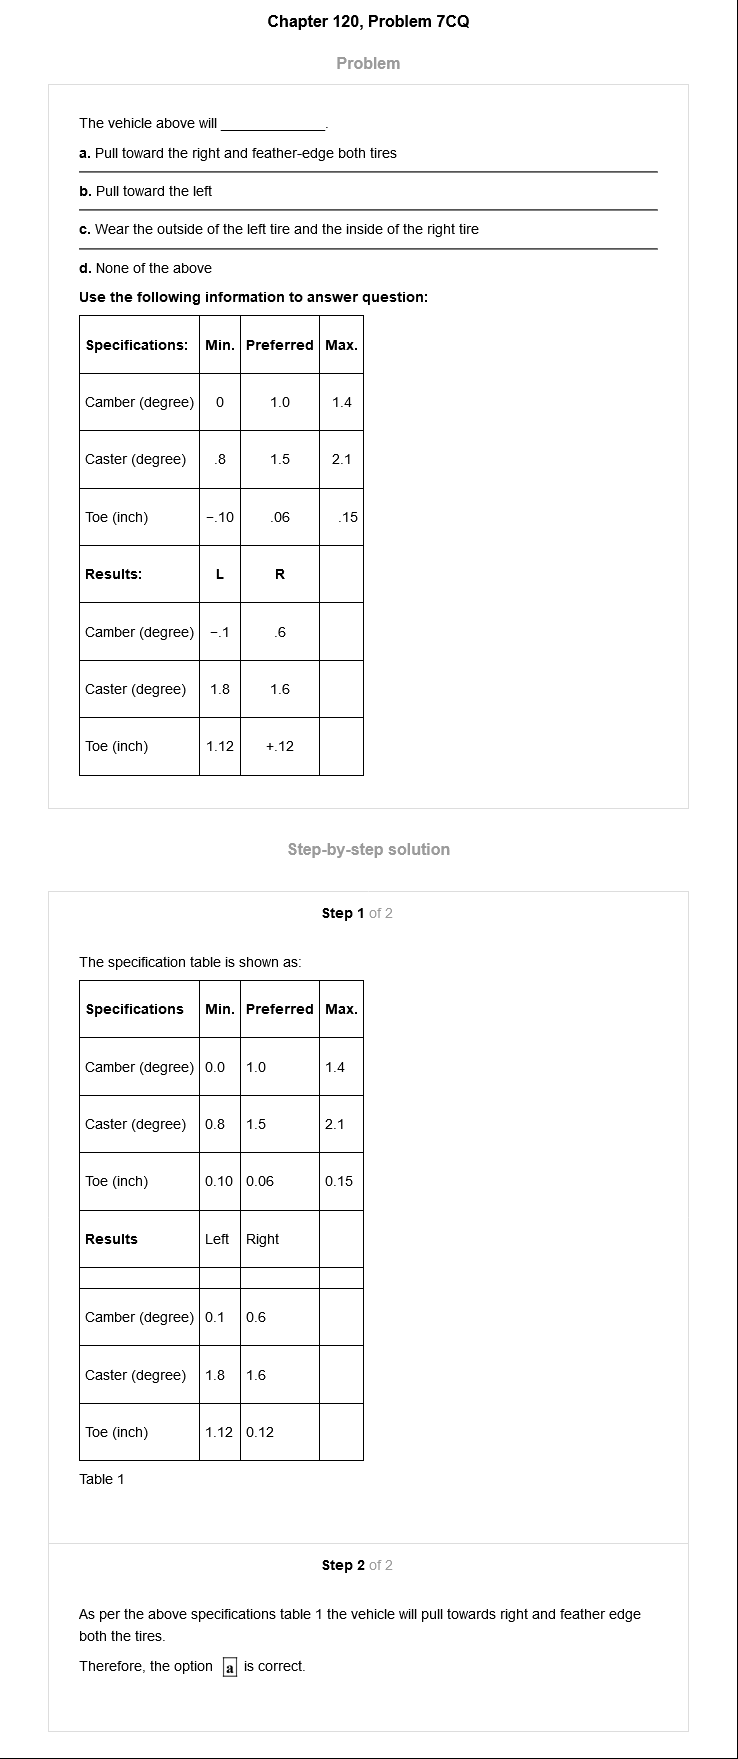 Chapter 120, Problem 7CQ
Problem
The vehicle above will ______________.
a. Pull toward the right and feather-edge both tires
b. Pull toward the left
c. Wear the outside of the left tire and the inside of the right tire
d. None of the above
Use the following information to answer question:
Specifications: Min. Preferred Max.
Camber (degree) 0 1.0 1.4
Caster (degree) .8 1.5 2.1
Toe (inch) −.10 .06 .15
Results: L R
Camber (degree) −.1 .6
Caster (degree) 1.8 1.6
Toe (inch) 1.12 +.12
Step-by-step solution
Step 1 of 2
The specification table is shown as:
Specifications Min. Preferred Max.
Camber (degree) 0.0 1.0 1.4
Caster (degree) 0.8 1.5 2.1
Toe (inch) 0.10 0.06 0.15
Results Left Right
Camber (degree) 0.1 0.6
Caster (degree) 1.8 1.6
Toe (inch) 1.12 0.12
Table 1
Step 2 of 2
As per the above specifications table 1 the vehicle will pull towards right and feather edge
both the tires.
Therefore, the option a is correct.